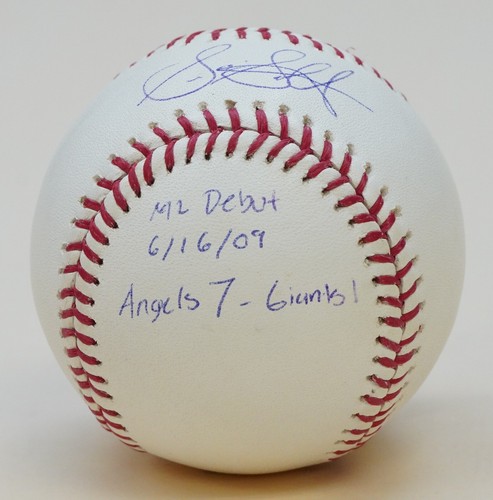 ML Debut
6/16/09
Angels 7 - Giants 1